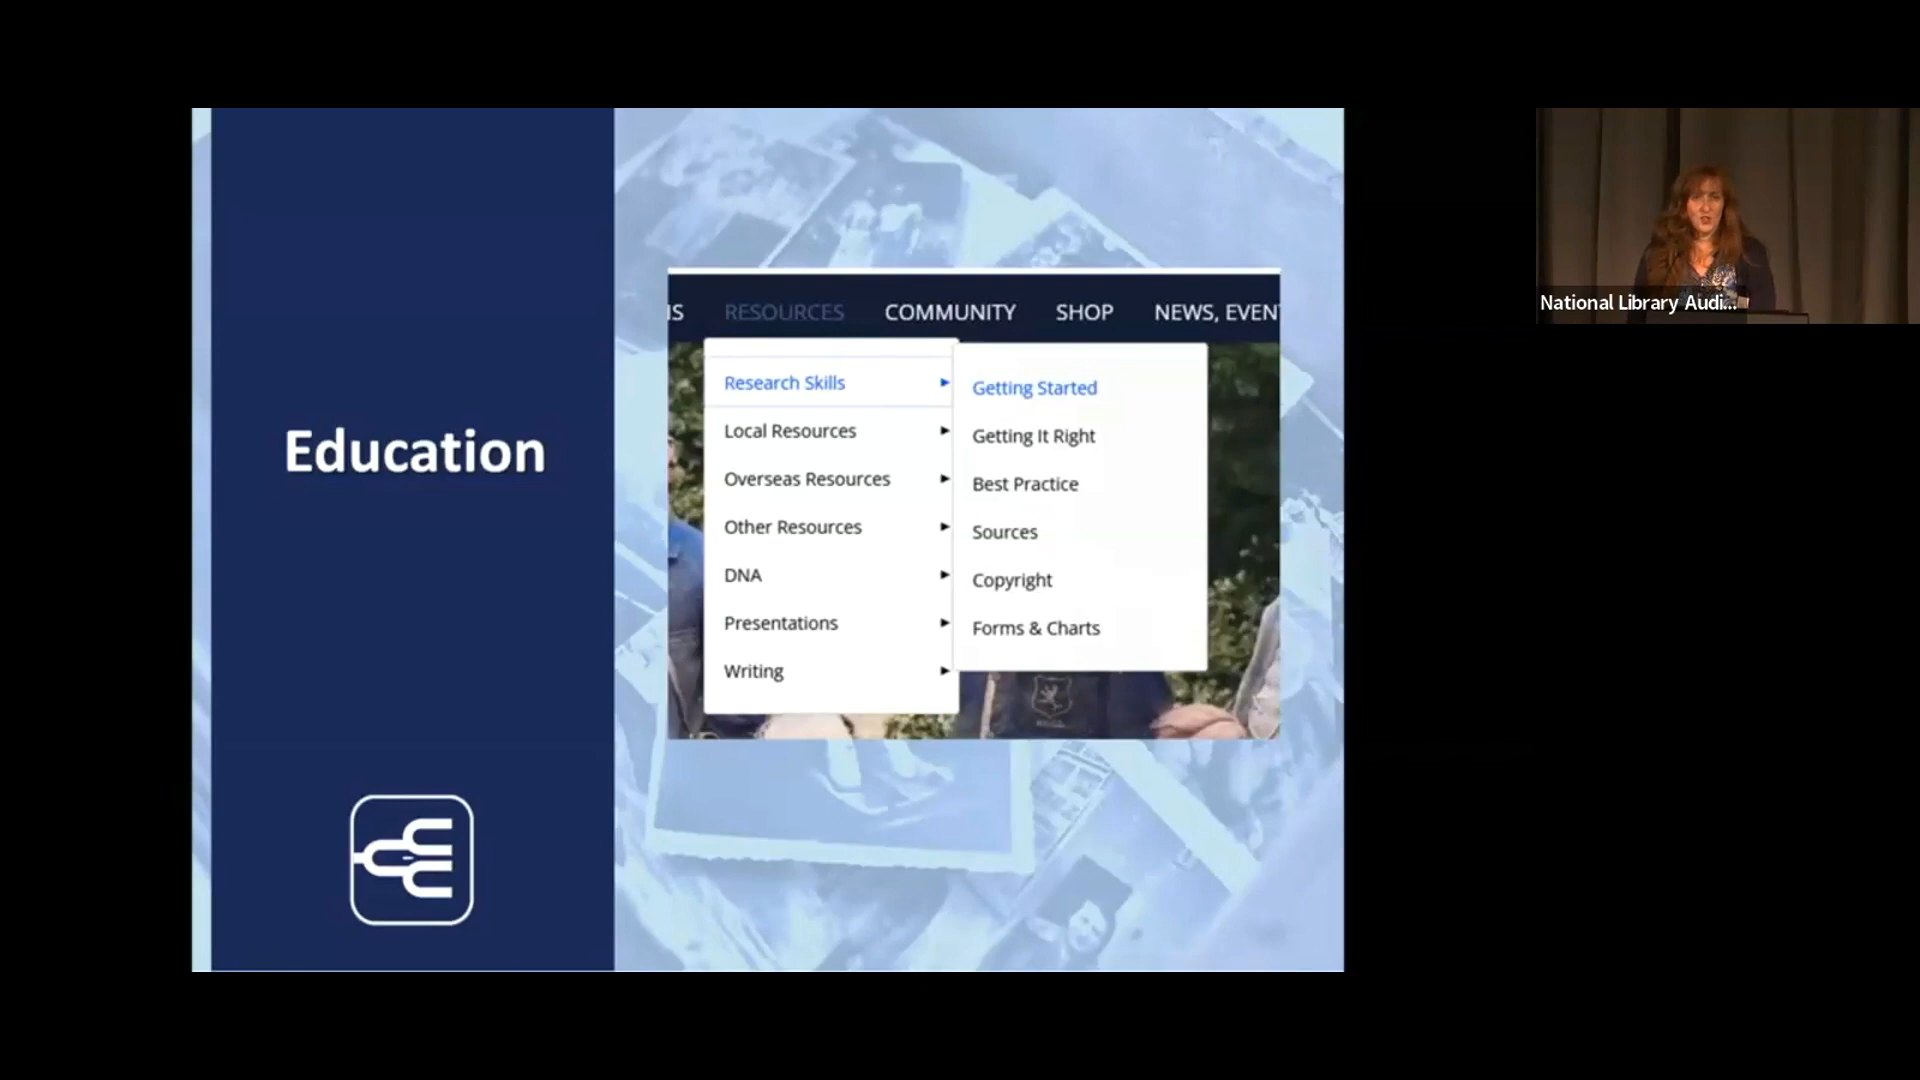 Education
IS RESOURCES COMMUNITY SHOP NEWS, EVEN
Research Skills
Local Resources
Overseas Resources
Other Resources
DNA
Presentations
Writing
Getting Started
Getting It Right
Best Practice
Sources
Copyright
Forms & Charts
National Library Audi...